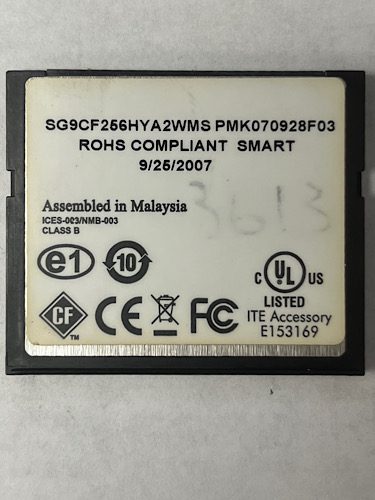 SG9CF256HYA2WMS PMK070928F03
ROHS COMPLIANT SMART
9/25/2007
Assembled in Malaysia
ICES-003/NMB-003
CLASS B
3613
e1
10
C UL US
LISTED
CF TM
CE
FC
ITE Accessory
E153169